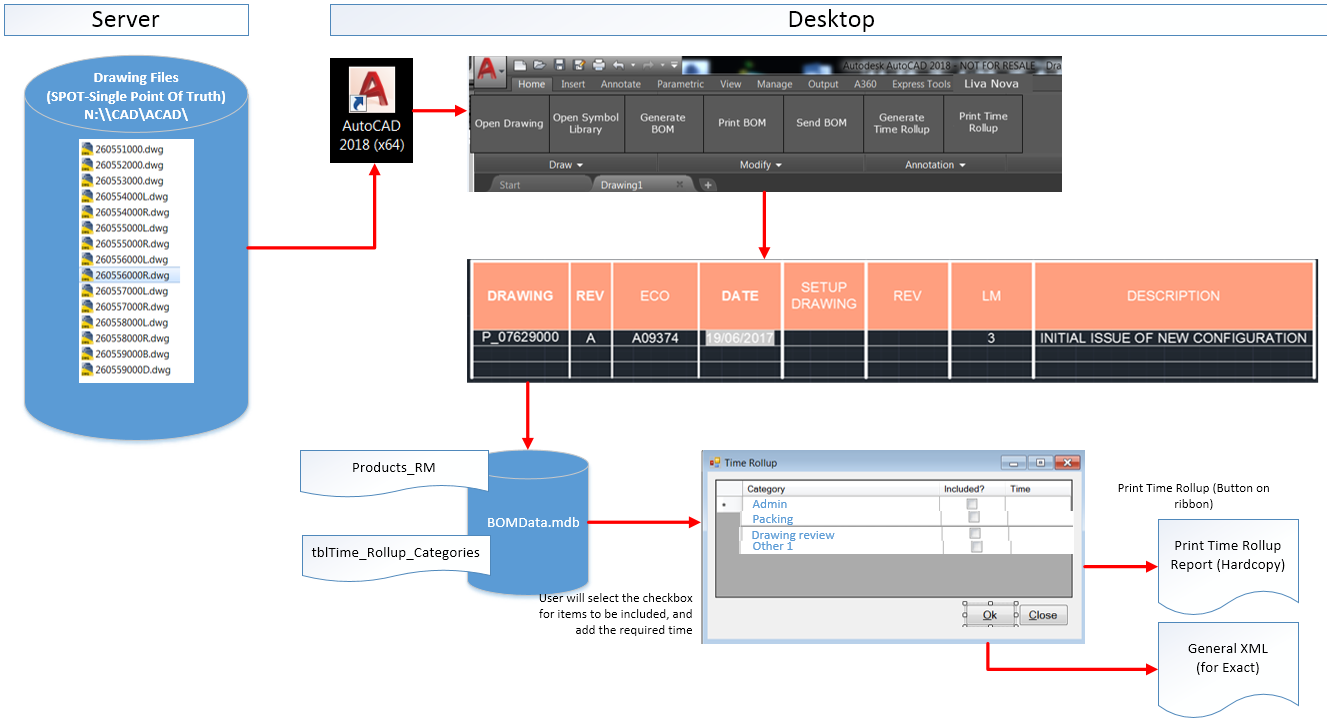 Server
Desktop
Drawing Files
(SPOT-Single Point Of Truth)
N:\\CAD\ACAD\
260551000.dwg
260552000.dwg
260553000.dwg
260554000L.dwg
260554000R.dwg
260555000L.dwg
260555000R.dwg
260556000L.dwg
260556000R.dwg
260557000L.dwg
260557000R.dwg
260558000L.dwg
260558000R.dwg
260559000B.dwg
260559000D.dwg
AutoCAD
2018 (x64)
Autodesk AutoCAD 2018 - NOT FOR RESALE Dra
Home Insert Annotate Parametric View Manage Output A360 Express Tools Liva Nova
Open Drawing
Open Symbol
Library
Generate
BOM
Print BOM
Send BOM
Generate
Time Rollup
Print Time
Rollup
Draw Modify Annotation
Start Drawing1
DRAWING REV ECO DATE SETUP
DRAWING REV LM DESCRIPTION
P_07629000 A A09374 19/06/2017 3 INITIAL ISSUE OF NEW CONFIGURATION
Products_RM
BOMData.mdb
tblTime_Rollup_Categories
User will select the checkbox
for items to be included, and
add the required time
Time Rollup
Category Included? Time
Admin
Packing
Drawing review
Other 1
Ok Close
Print Time Rollup (Button on
ribbon)
Print Time Rollup
Report (Hardcopy)
General XML
(for Exact)